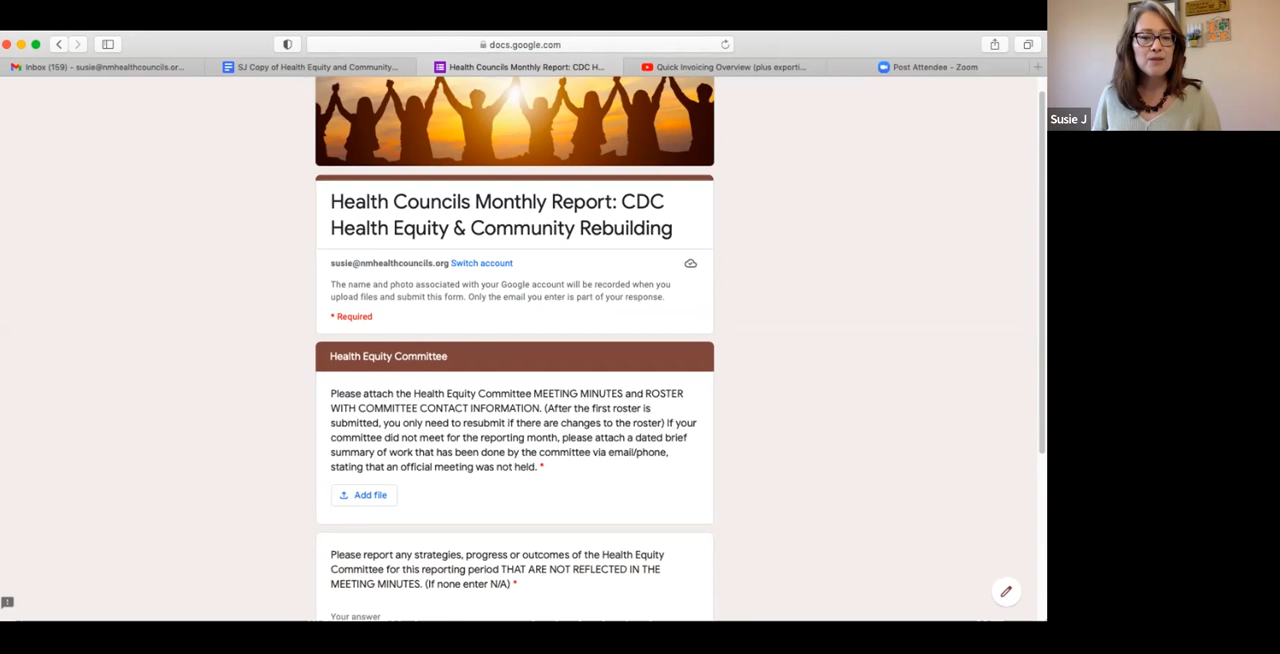 docs.google.com
Inbox (159) - susie@nmhealthcouncils.or...
SJ Copy of Health Equity and Community...
Health Councils Monthly Report: CDC H...
Quick Invoicing Overview (plus exporti...
Post Attendee - Zoom
Susie J
Health Councils Monthly Report: CDC
Health Equity & Community Rebuilding
susie@nmhealthcouncils.org Switch account
The name and photo associated with your Google account will be recorded when you
upload files and submit this form. Only the email you enter is part of your response.
* Required
Health Equity Committee
Please attach the Health Equity Committee MEETING MINUTES and ROSTER
WITH COMMITTEE CONTACT INFORMATION. (After the first roster is
submitted, you only need to resubmit if there are changes to the roster) If your
committee did not meet for the reporting month, please attach a dated brief
summary of work that has been done by the committee via email/phone,
stating that an official meeting was not held. *
Add file
Please report any strategies, progress or outcomes of the Health Equity
Committee for this reporting period THAT ARE NOT REFLECTED IN THE
MEETING MINUTES. (If none enter N/A) *
Your answer